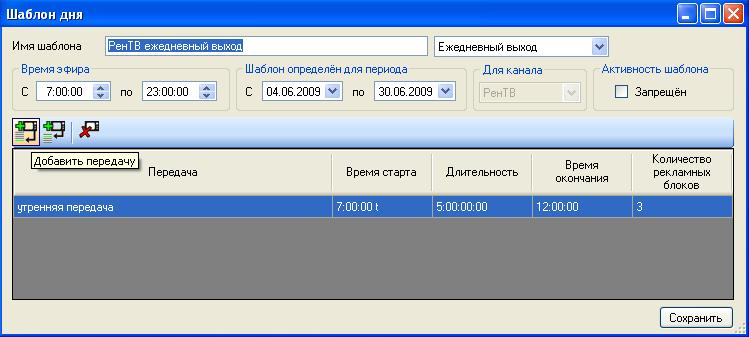 Шаблон дня
Имя шаблона РенТВ ежедневный выход Ежедневный выход
Время эфира Шаблон определён для периода Для канала Активность шаблона
С 7:00:00 по 23:00:00 С 04.06.2009 по 30.06.2009 РенТВ Запрещён
Добавить передачу
Передача Время старта Длительность Время окончания Количество рекламных блоков
утренняя передача 7:00:00 t 5:00:00:00 12:00:00 3
Сохранить